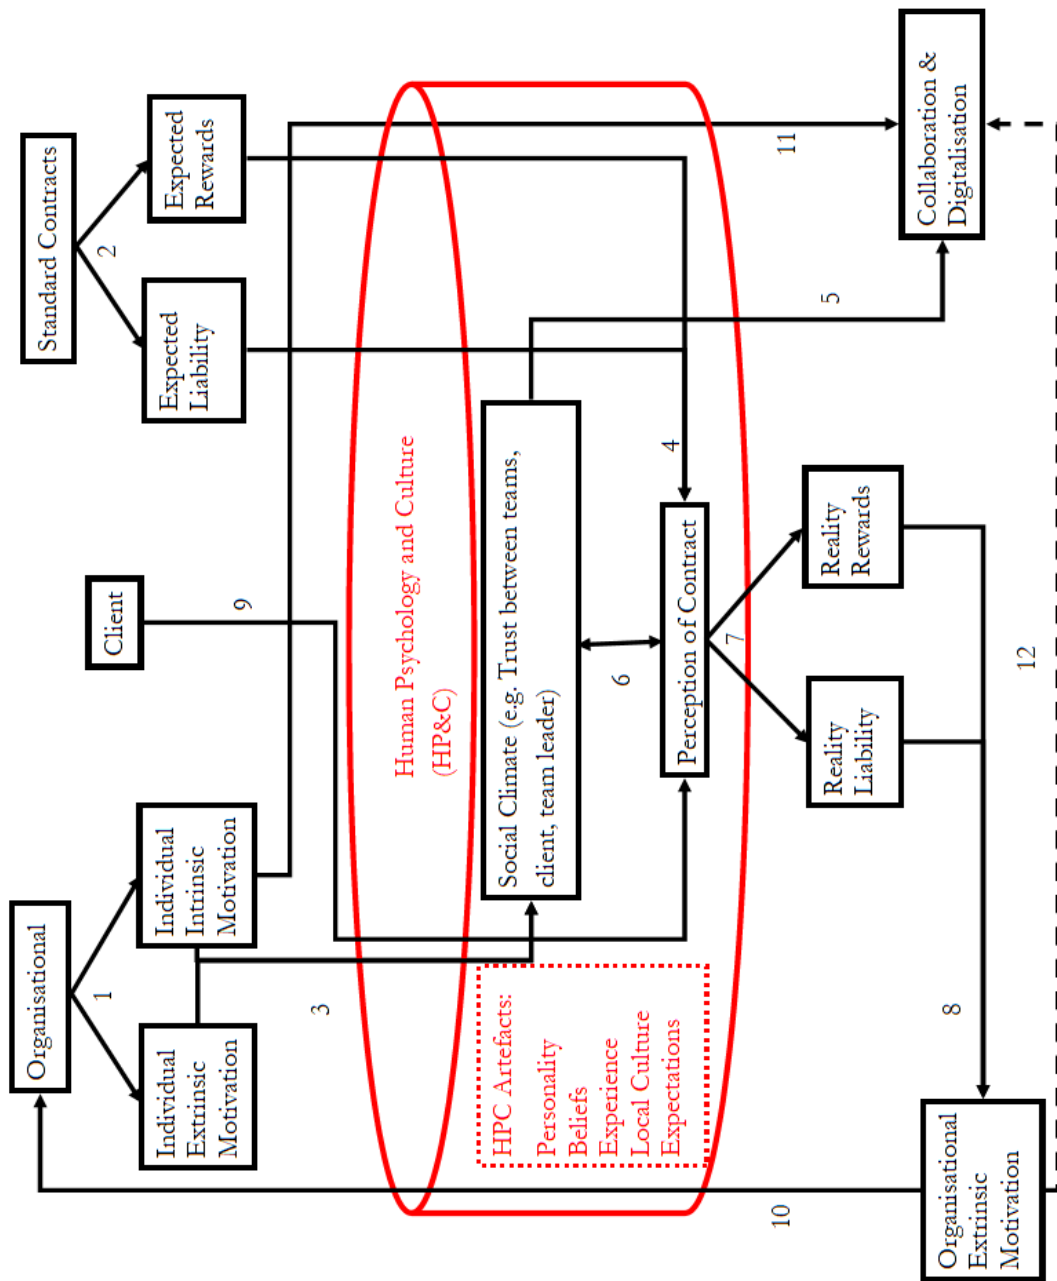 Organisational
1
Individual
Extrinsic
Motivation
Individual
Intrinsic
Motivation
Client
Standard Contracts
2
Expected
Liability
Expected
Rewards
3
9
Human Psychology and Culture
(HP&C)
HPC Artefacts:
Personality
Beliefs
Experience
Local Culture
Expectations
Social Climate (e.g. Trust between teams,
client, team leader)
6
4
Perception of Contract
7
5
11
Reality
Liability
Reality
Rewards
10
8
Organisational
Extrinsic
Motivation
Collaboration &
Digitalisation
12